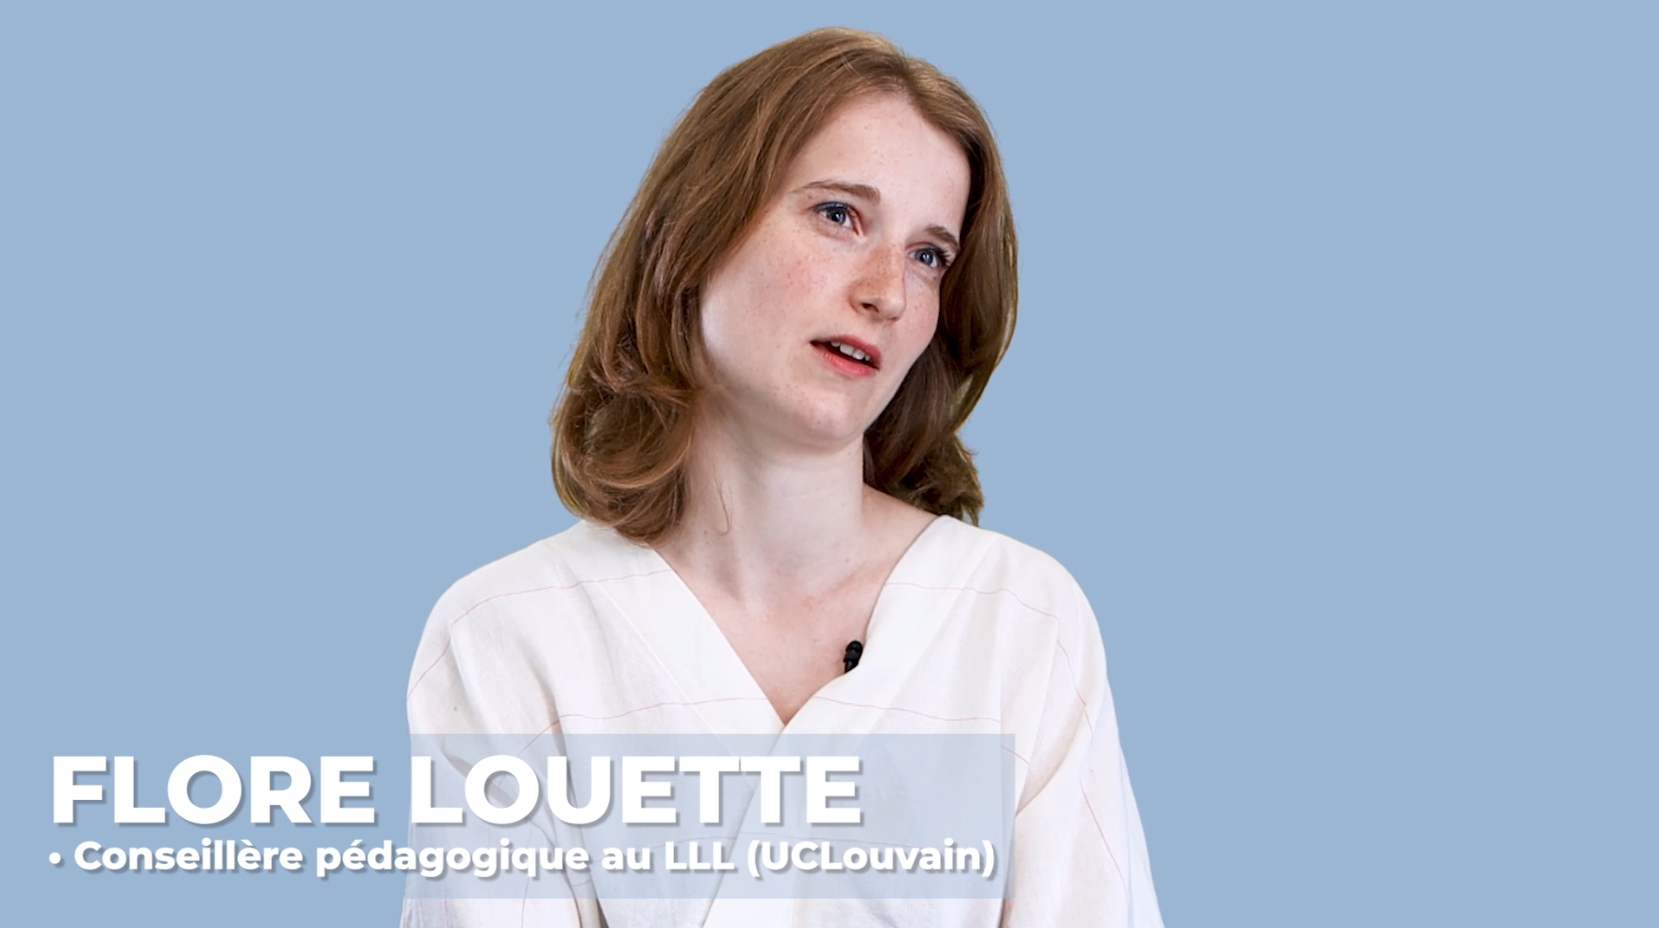 FLORE LOUETTE
• Conseillère pédagogique au LLL (UCLouvain)